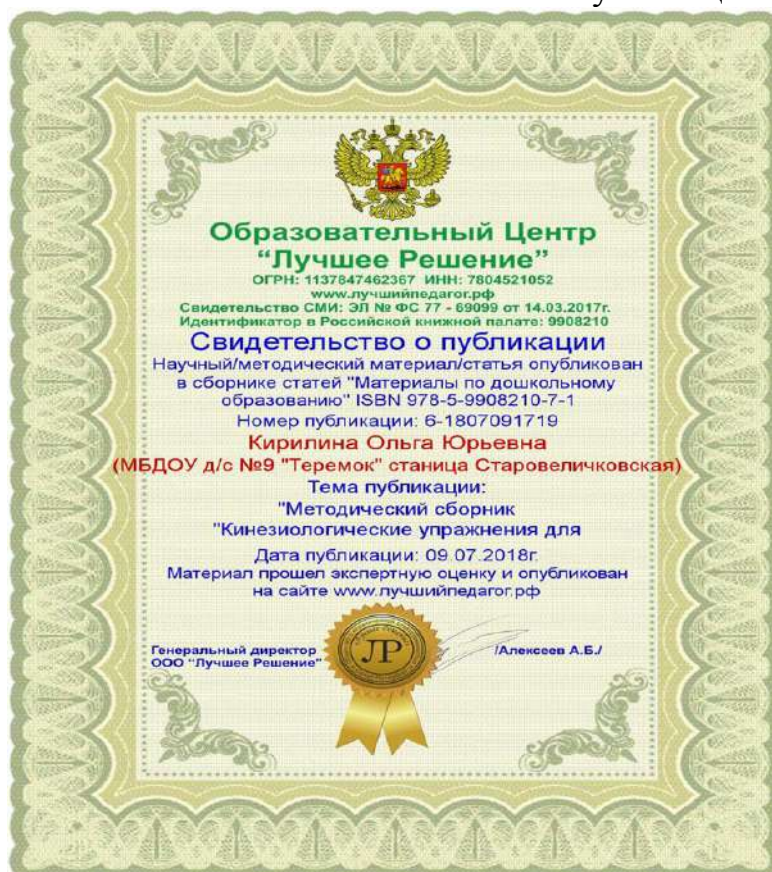 Образовательный Центр
“Лучшее Решение”
ОГРН: 1137847462367 ИНН: 7804521052
www.лучшийпедагог.рф
Свидетельство СМИ: ЭЛ № ФС 77 - 69099 от 14.03.2017г.
Идентификатор в Российской книжной палате: 9908210
Свидетельство о публикации
Научный/методический материал/статья опубликован
в сборнике статей "Материалы по дошкольному
образованию" ISBN 978-5-9908210-7-1
Номер публикации: 6-1807091719
Кирилина Ольга Юрьевна
(МБДОУ д/с №9 "Теремок" станица Старовеличковская)
Тема публикации:
"Методический сборник
"Кинезиологические упражнения для
Дата публикации: 09.07.2018г.
Материал прошел экспертную оценку и опубликован
на сайте www.лучшийпедагог.рф
Генеральный директор
ООО "Лучшее Решение"
ЛР
/Алексеев А.Б./